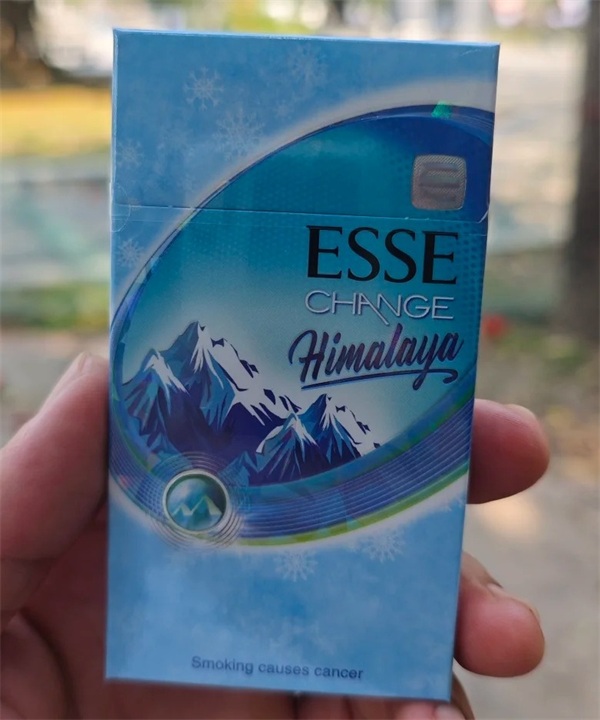 ESSE
CHANGE
Himalaya
Smoking causes cancer